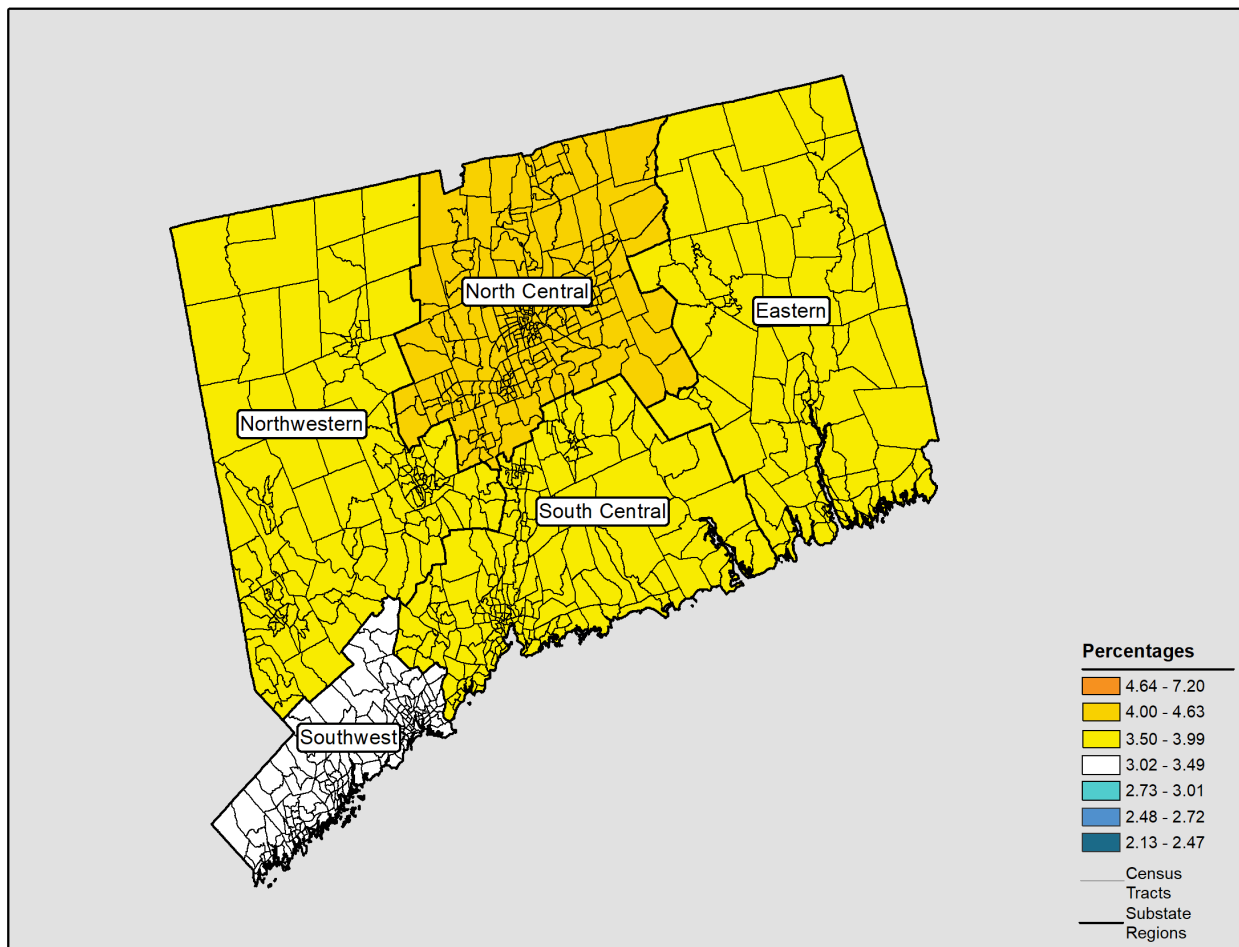 North Central
Eastern
Northwestern
South Central
Southwest
Percentages
4.64 - 7.20
4.00 - 4.63
3.50 - 3.99
3.02 - 3.49
2.73 - 3.01
2.48 - 2.72
2.13 - 2.47
Census
Tracts
Substate
Regions